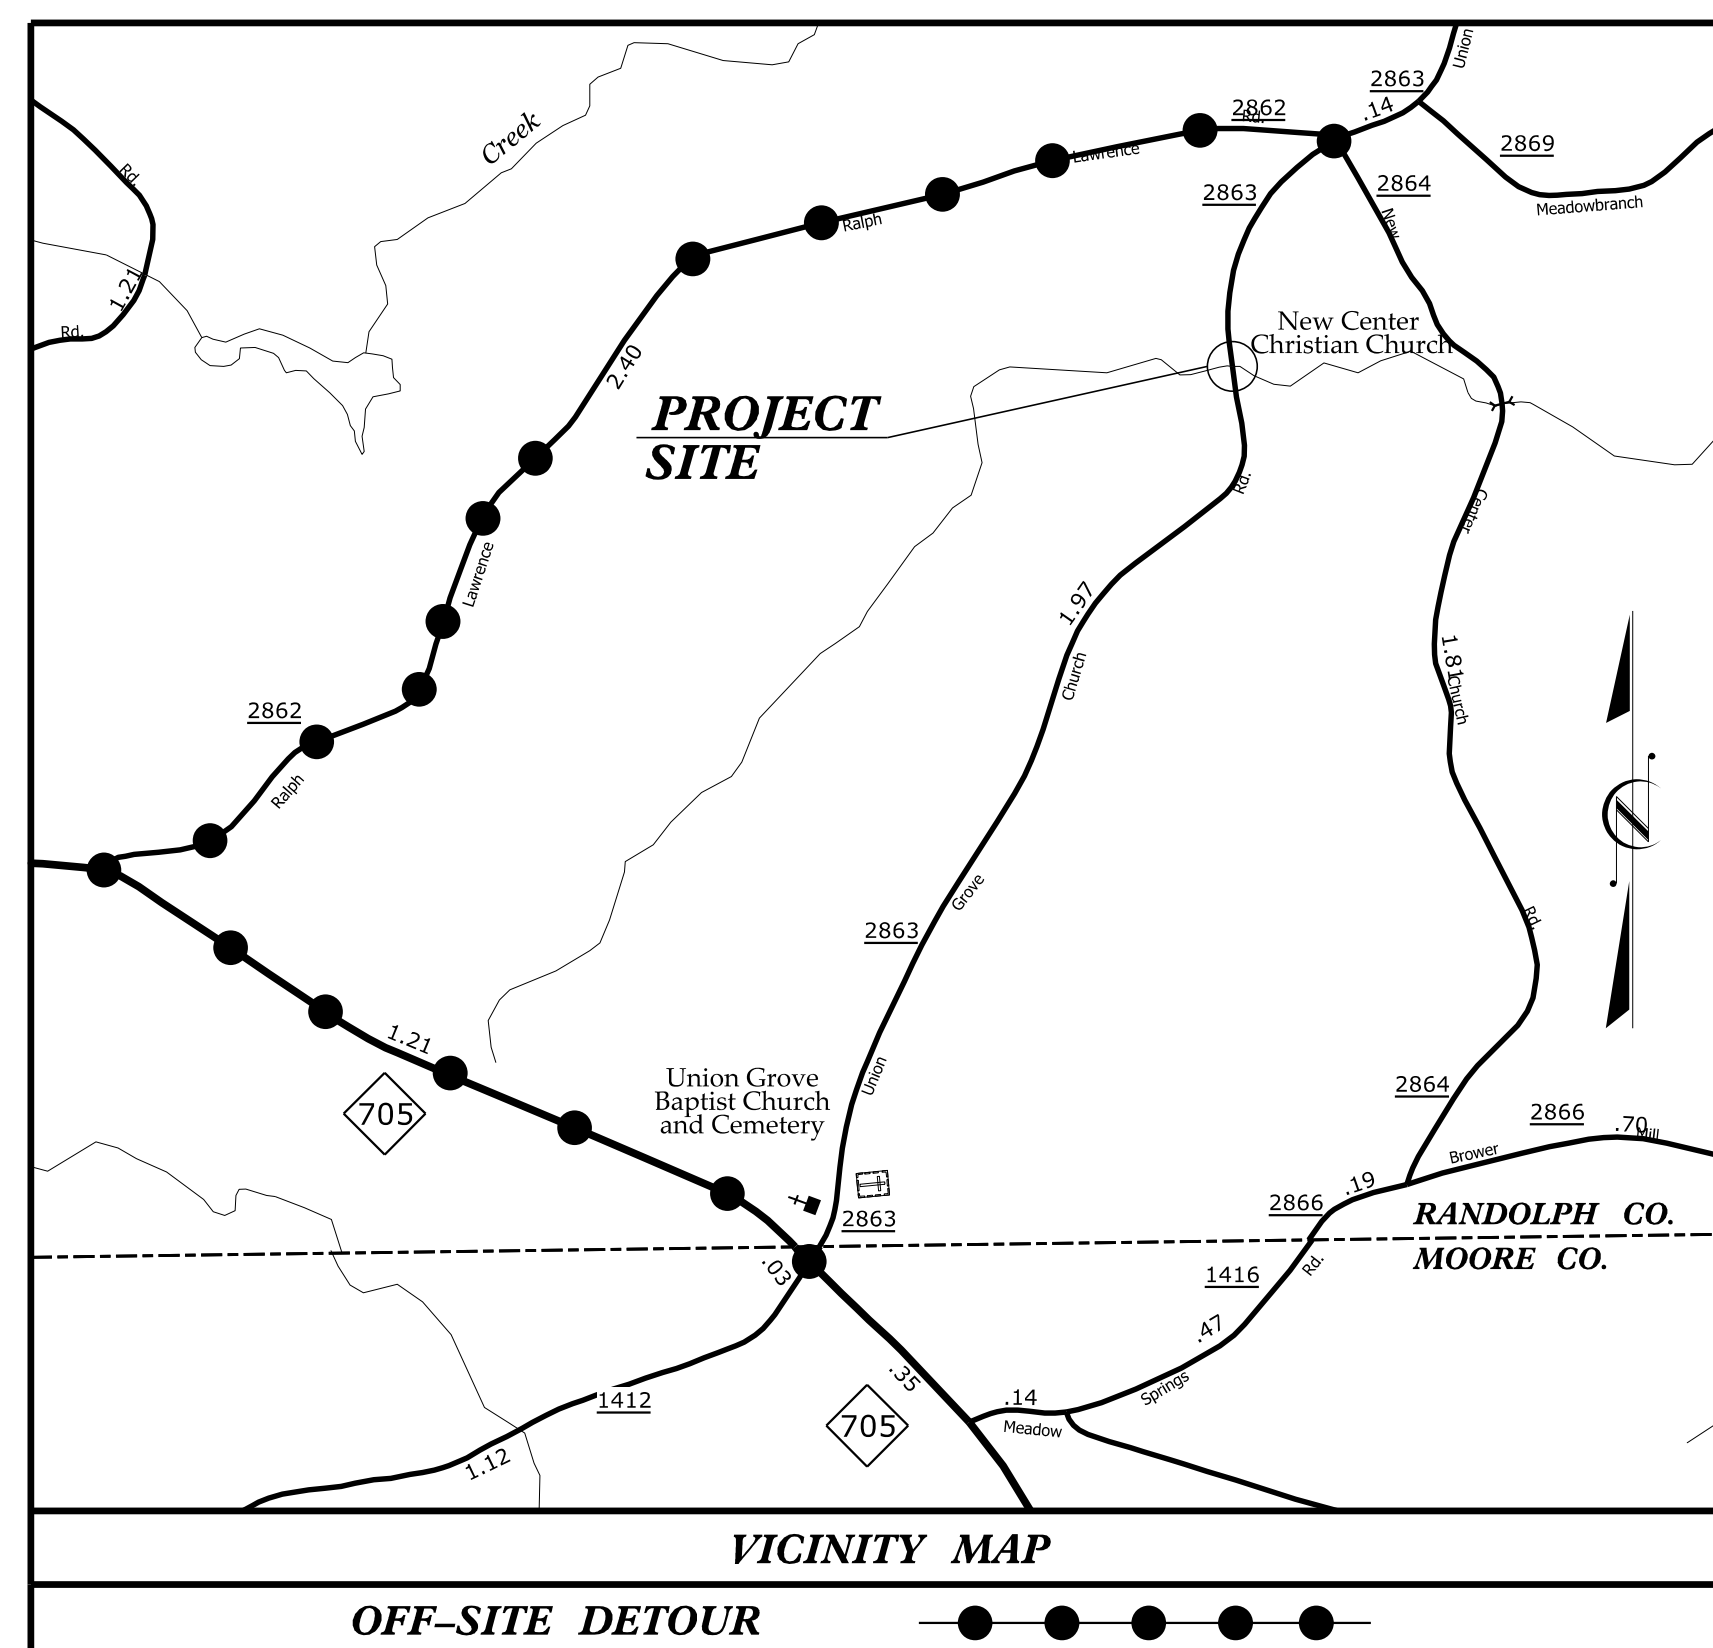 Union
2863
.14
2862
Rd.
2869
Creek
Lawrence
Rd.
2863
2864
Meadowbranch
Ralph
New
1.21
Rd.
New Center
Christian Church
2.40
PROJECT
SITE
Rd.
Center
Lawrence
1.97
Church
1.81
Church
2862
Ralph
N
Grove
Rd.
2863
1.21
705
Union
Union Grove
Baptist Church
and Cemetery
2864
2866
.70
Mill
Brower
.19
2866
2863
RANDOLPH CO.
MOORE CO.
.03
1416
Rd.
.47
.35
1412
.14
Springs
705
Meadow
1.12
VICINITY MAP
OFF–SITE DETOUR